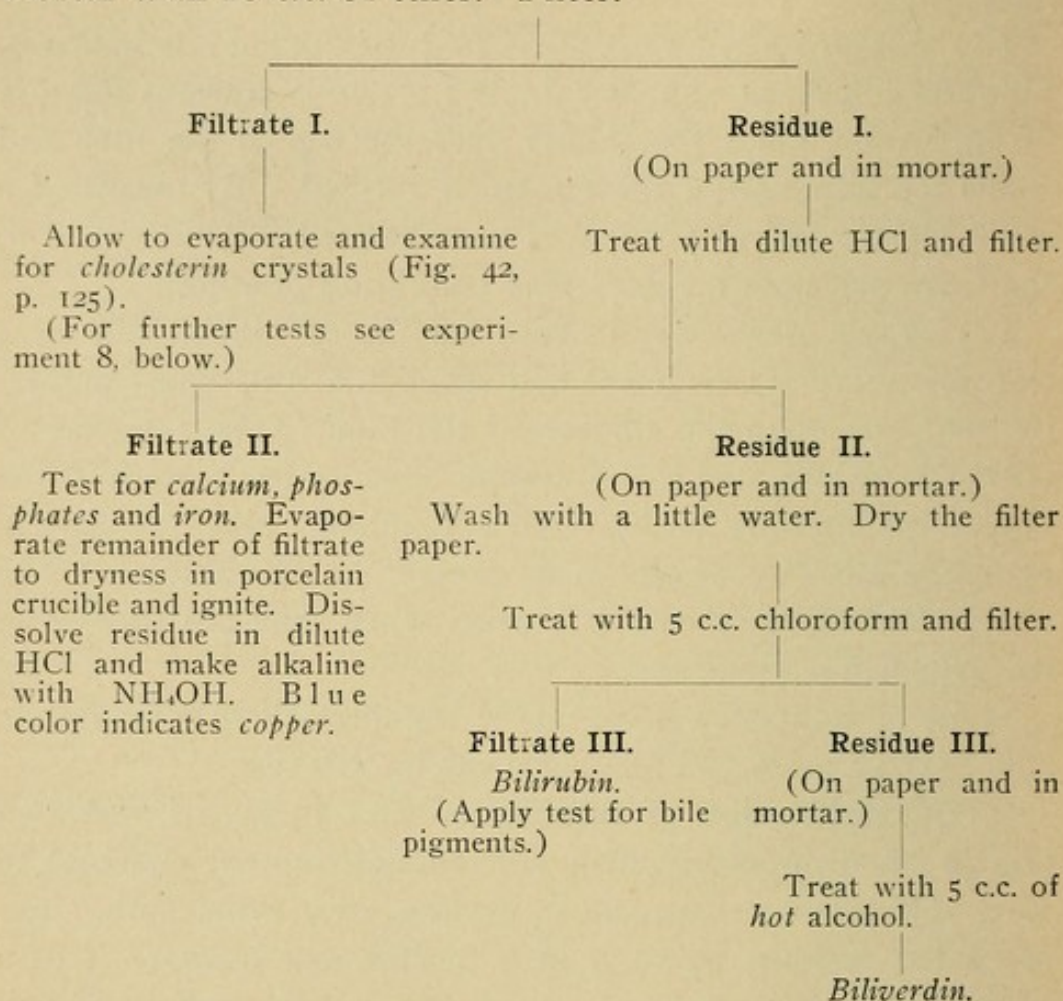 Filtrate I.
Residue I.
(On paper and in mortar.)
Allow to evaporate and examine
for cholesterin crystals (Fig. 42,
p. 125).
(For further tests see experi-
ment 8, below.)
Treat with dilute HCl and filter.
Filtrate II.
Test for calcium, phos-
phates and iron. Evapo-
rate remainder of filtrate
to dryness in porcelain
crucible and ignite. Dis-
solve residue in dilute
HCl and make alkaline
with NH₄OH. Blue
color indicates copper.
Residue II.
(On paper and in mortar.)
Wash with a little water. Dry the filter
paper.
Treat with 5 c.c. chloroform and filter.
Filtrate III.
Bilirubin.
(Apply test for bile
pigments.)
Residue III.
(On paper and in
mortar.)
Treat with 5 c.c. of
hot alcohol.
Biliverdin.